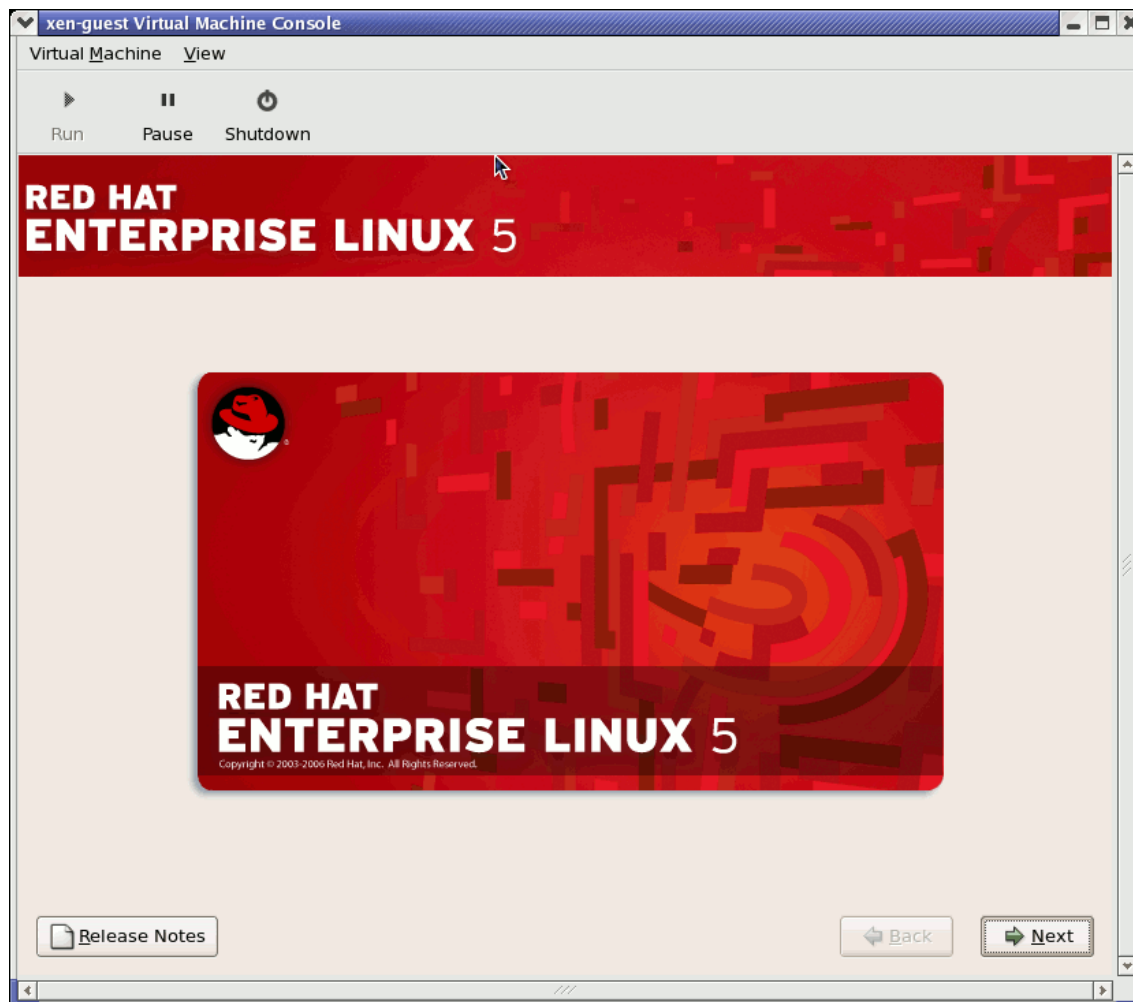 xen-guest Virtual Machine Console
Virtual Machine View
Run Pause Shutdown
RED HAT
ENTERPRISE LINUX 5
®
RED HAT
ENTERPRISE LINUX 5
Copyright © 2003-2006 Red Hat, Inc. All Rights Reserved.
Release Notes Back Next